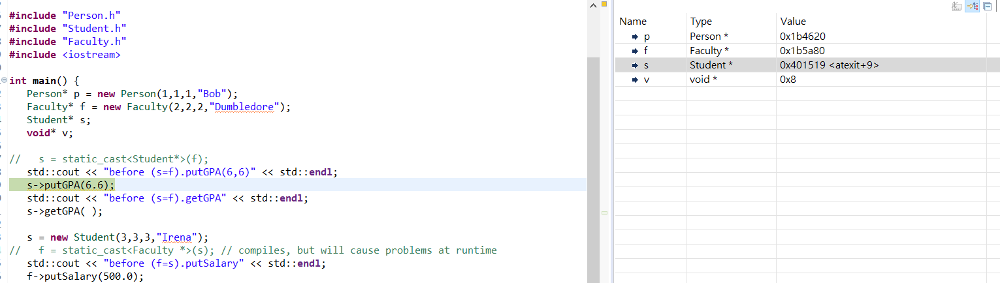 #include "Person.h"
#include "Student.h"
#include "Faculty.h"
#include <iostream>
int main() {
Person* p = new Person(1,1,1,"Bob");
Faculty* f = new Faculty(2,2,2,"Dumbledore");
Student* s;
void* v;
//   s = static_cast<Student*>(f);
std::cout << "before (s=f).putGPA(6,6)" << std::endl;
s->putGPA(6.6);
std::cout << "before (s=f).getGPA" << std::endl;
s->getGPA( );
s = new Student(3,3,3,"Irena");
//   f = static_cast<Faculty *>(s); // compiles, but will cause problems at runtime
std::cout << "before (f=s).putSalary" << std::endl;
f->putSalary(500.0);
Name Type Value
p Person * 0x1b4620
f Faculty * 0x1b5a80
s Student * 0x401519 <atexit+9>
v void * 0x8